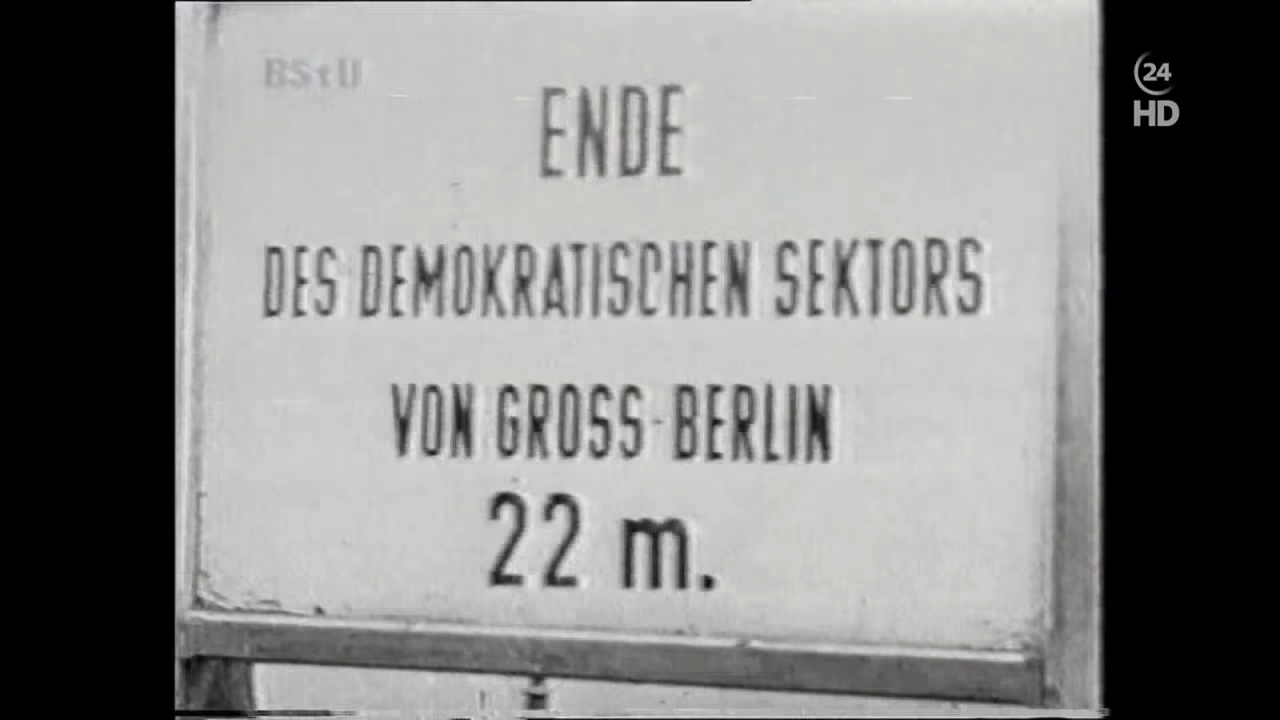 BStU
24
HD
ENDE
DES DEMOKRATISCHEN SEKTORS
VON GROSS-BERLIN
22 m.